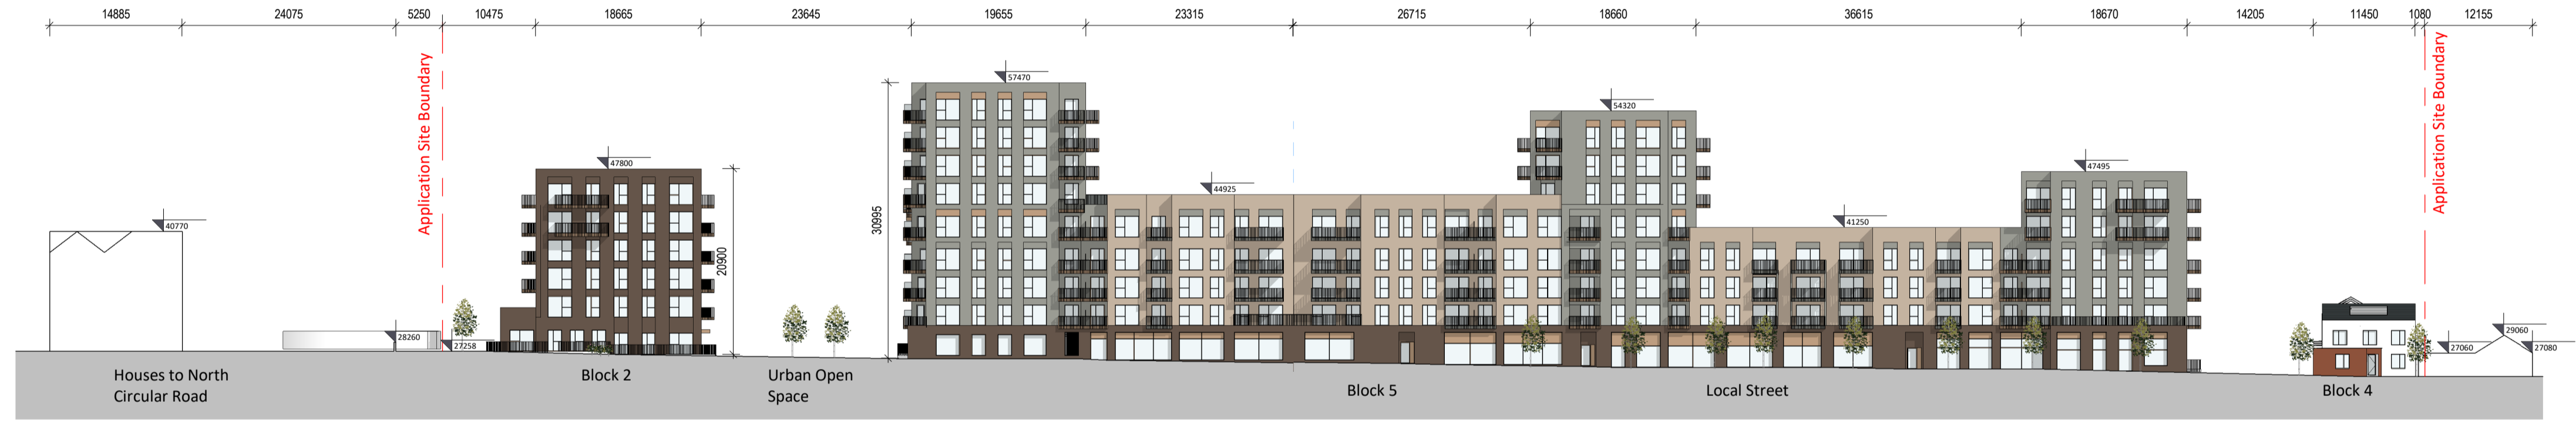 14885 24075 5250 10475 18665 23645 19655 23315 26715 18660 36615 18670 14205 11450 1080 12155
Application Site Boundary
Application Site Boundary
57470
54320
47800
47495
44925
40770
41250
30995
20900
28260
27258
29060
27060
27080
Houses to North
Circular Road
Block 2
Urban Open
Space
Block 5
Local Street
Block 4